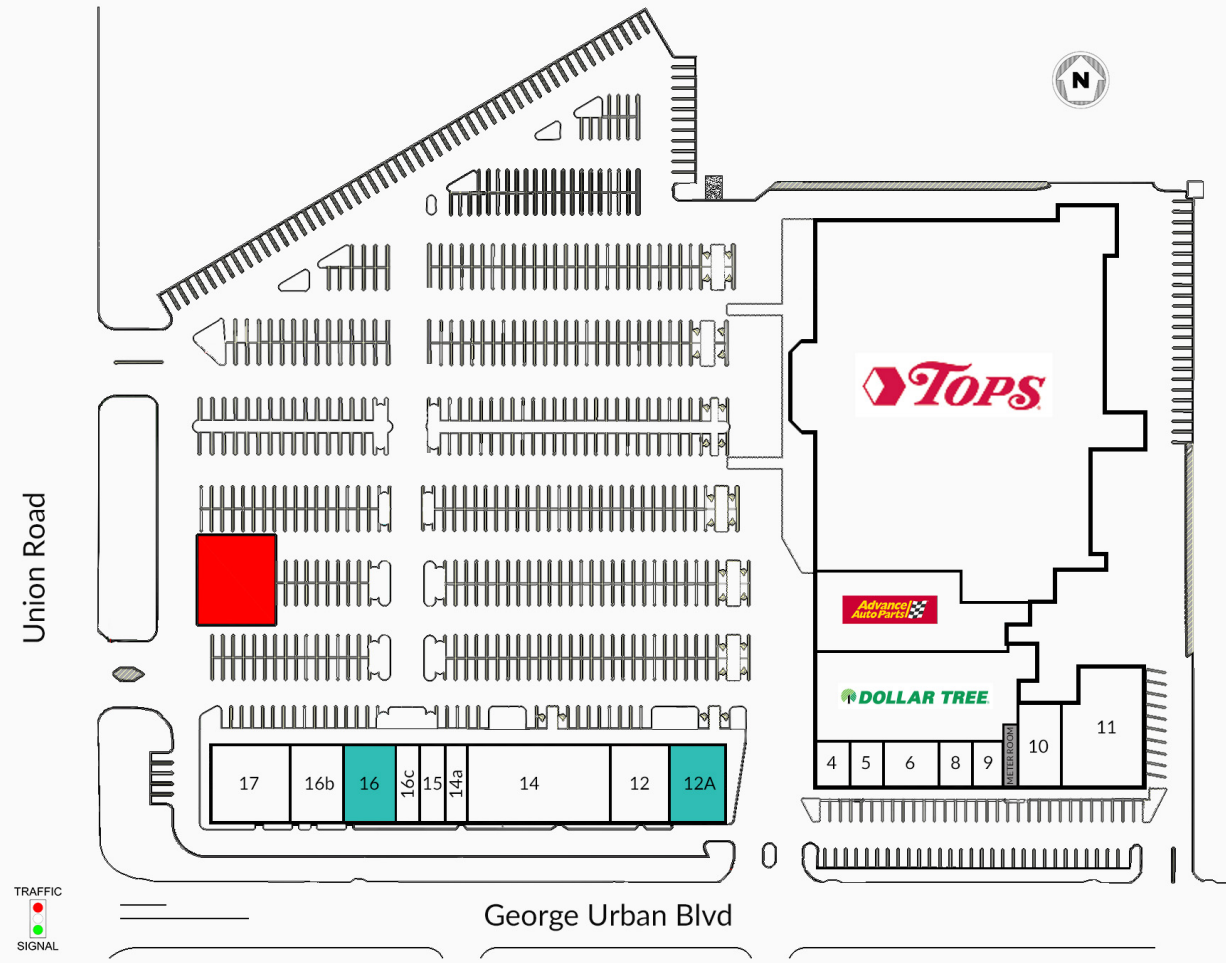 N
TOPS
Union Road
Advance
Auto Parts
DOLLAR TREE
17
16b
16
16c
15
14a
14
12
12A
4
5
6
8
9
METER ROOM
10
11
TRAFFIC
SIGNAL
George Urban Blvd